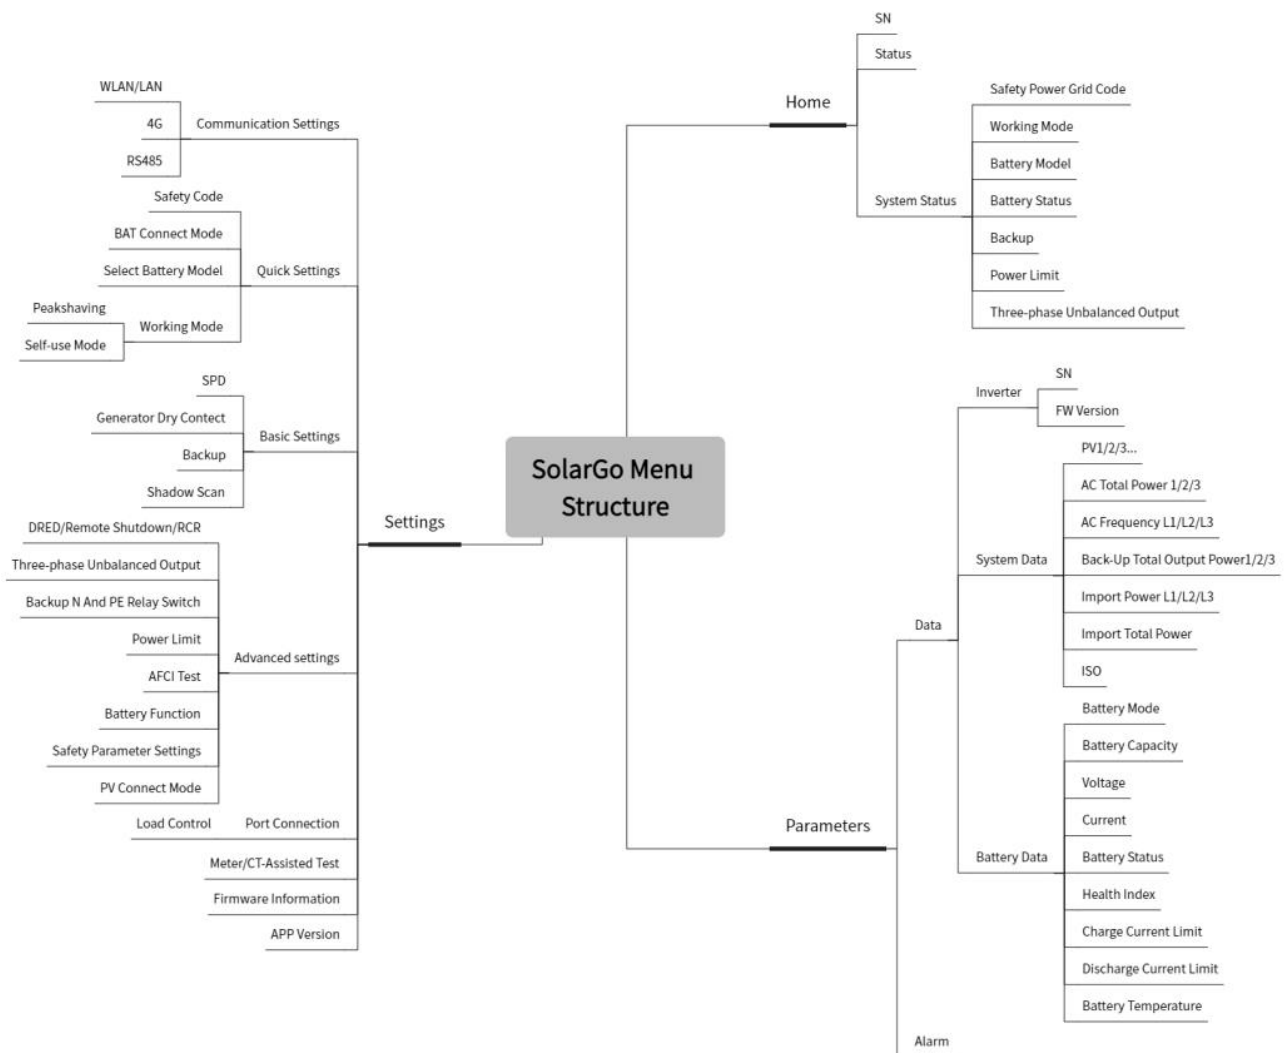 SolarGo Menu
Structure
Home
SN
Status
System Status
Safety Power Grid Code
Working Mode
Battery Model
Battery Status
Backup
Power Limit
Three-phase Unbalanced Output
Parameters
Data
Inverter
SN
FW Version
System Data
PV1/2/3...
AC Total Power 1/2/3
AC Frequency L1/L2/L3
Back-Up Total Output Power1/2/3
Import Power L1/L2/L3
Import Total Power
ISO
Battery Data
Battery Mode
Battery Capacity
Voltage
Current
Battery Status
Health Index
Charge Current Limit
Discharge Current Limit
Battery Temperature
Alarm
Settings
Communication Settings
WLAN/LAN
4G
RS485
Quick Settings
Safety Code
BAT Connect Mode
Select Battery Model
Working Mode
Peakshaving
Self-use Mode
Basic Settings
SPD
Generator Dry Contect
Backup
Shadow Scan
Advanced settings
DRED/Remote Shutdown/RCR
Three-phase Unbalanced Output
Backup N And PE Relay Switch
Power Limit
AFCI Test
Battery Function
Safety Parameter Settings
PV Connect Mode
Port Connection
Load Control
Meter/CT-Assisted Test
Firmware Information
APP Version